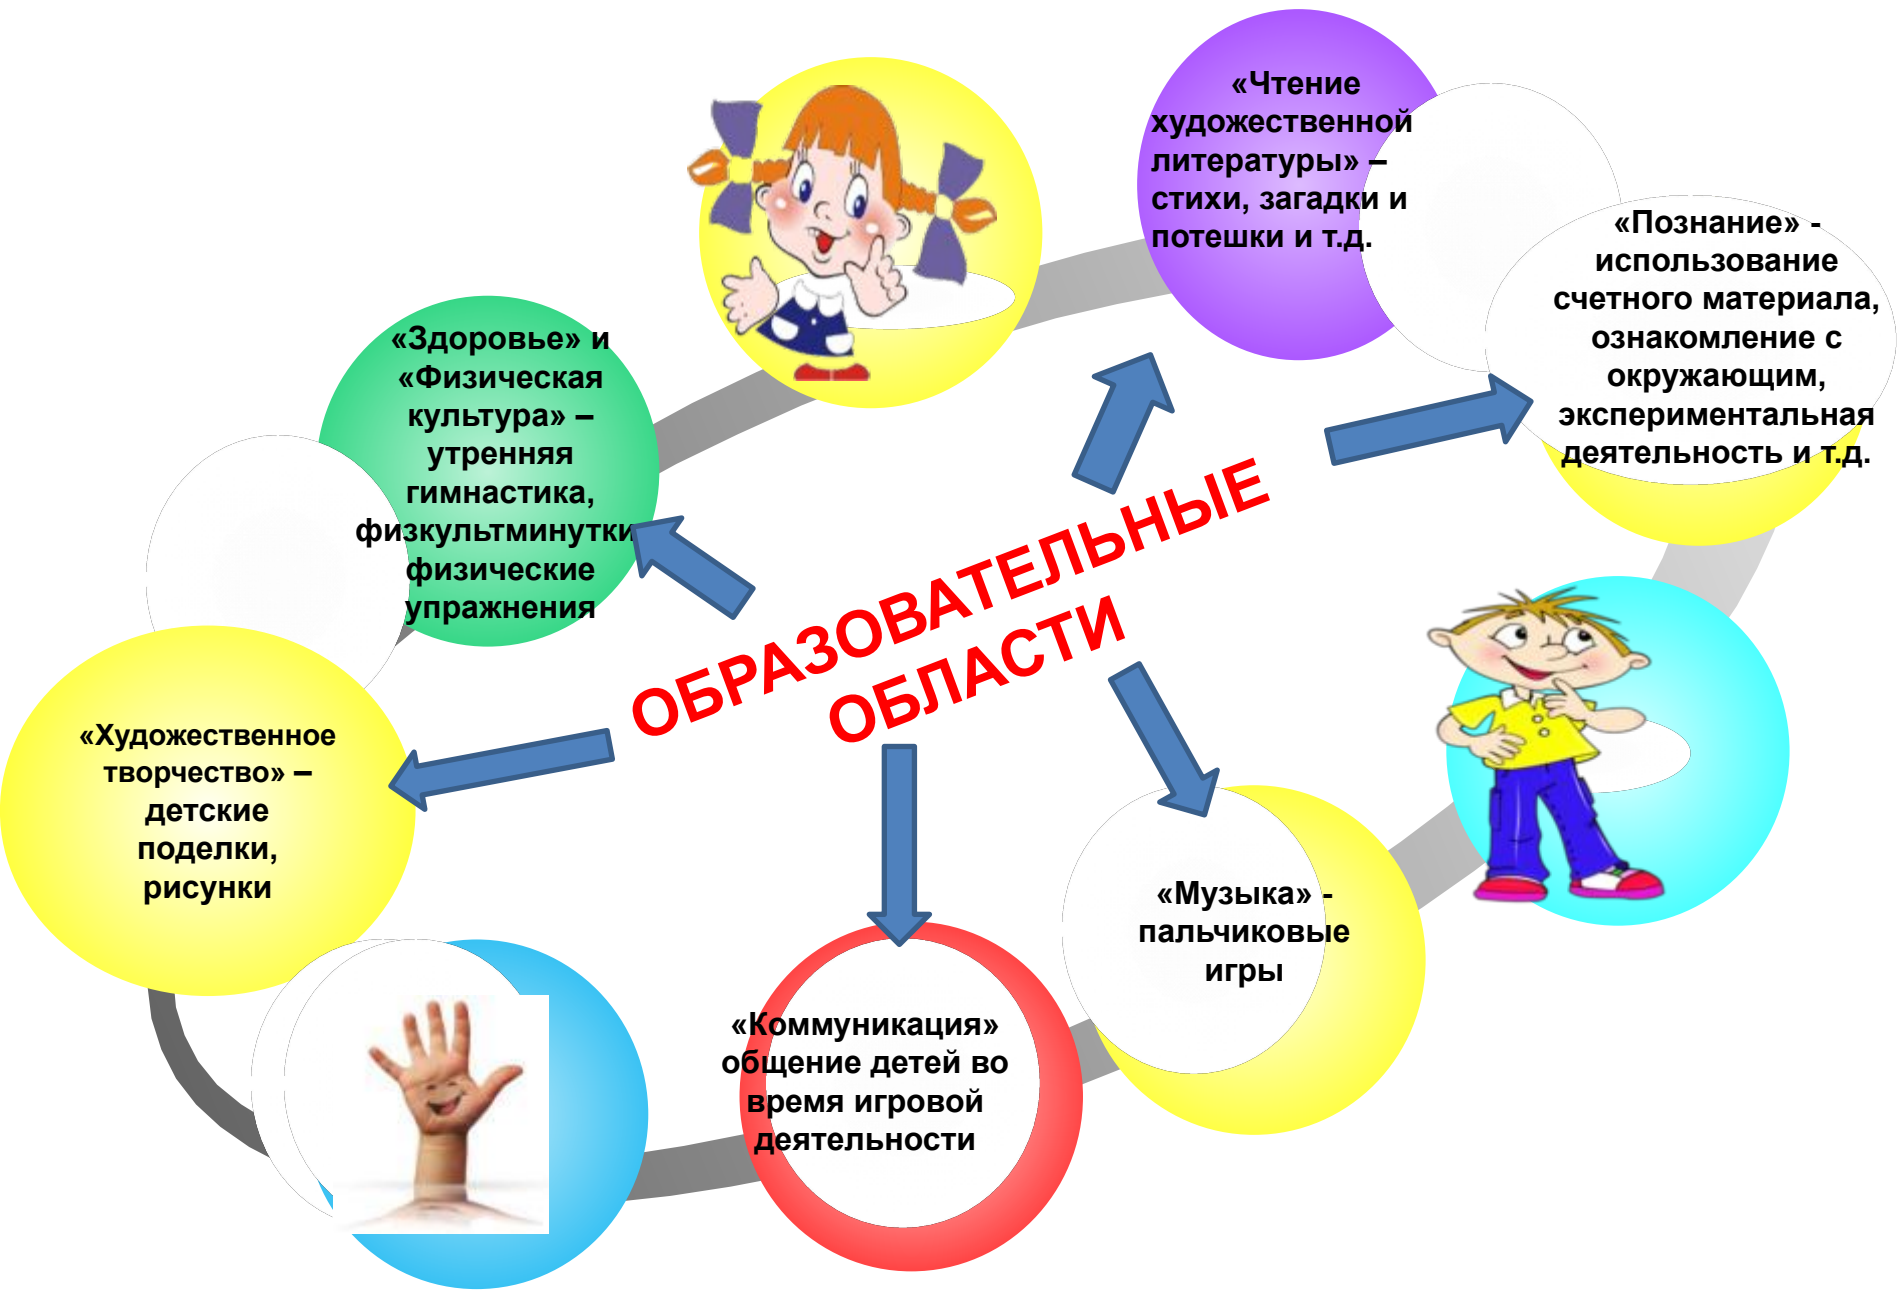 «Чтение
художественной
литературы» –
стихи, загадки и
потешки и т.д.
«Познание» -
использование
счетного материала,
ознакомление с
окружающим,
экспериментальная
деятельность и т.д.
«Здоровье» и
«Физическая
культура» –
утренняя
гимнастика,
физкультминутки
физические
упражнения
ОБРАЗОВАТЕЛЬНЫЕ
ОБЛАСТИ
«Художественное
творчество» –
детские
поделки,
рисунки
«Музыка» -
пальчиковые
игры
«Коммуникация»
общение детей во
время игровой
деятельности